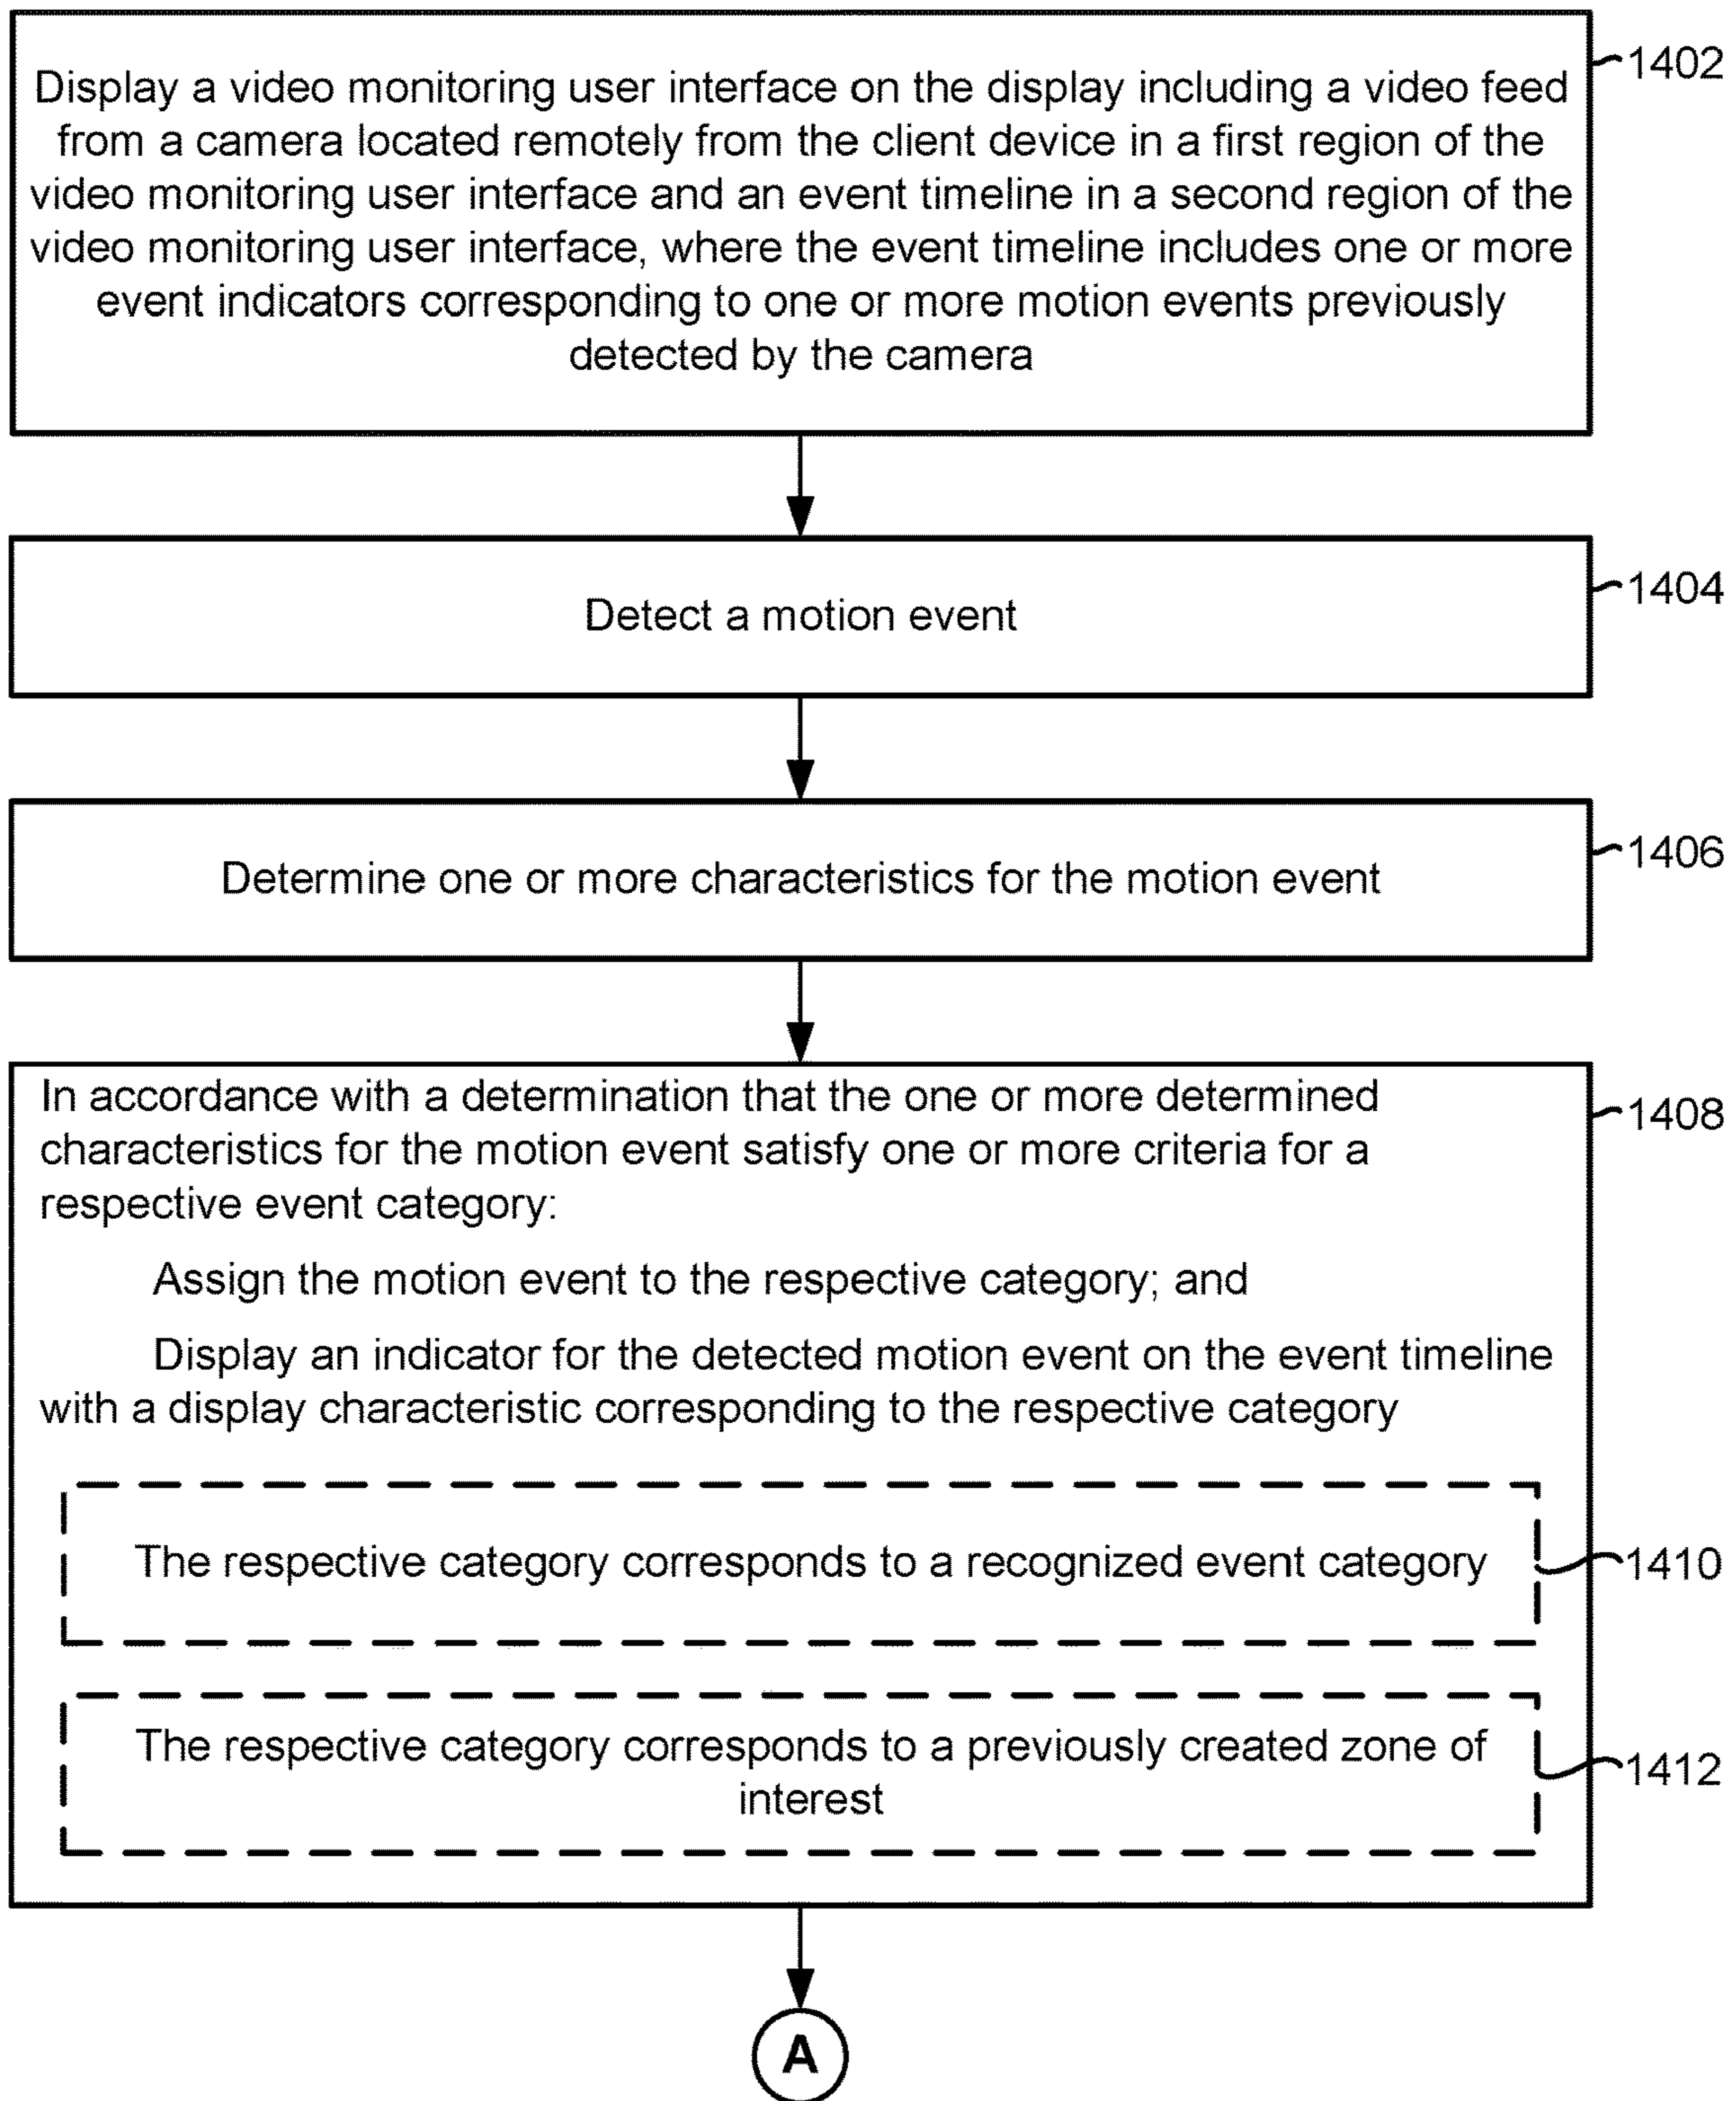 Display a video monitoring user interface on the display including a video feed
from a camera located remotely from the client device in a first region of the
video monitoring user interface and an event timeline in a second region of the
video monitoring user interface, where the event timeline includes one or more
event indicators corresponding to one or more motion events previously
detected by the camera
1402
Detect a motion event
1404
Determine one or more characteristics for the motion event
1406
In accordance with a determination that the one or more determined
characteristics for the motion event satisfy one or more criteria for a
respective event category:
Assign the motion event to the respective category; and
Display an indicator for the detected motion event on the event timeline
with a display characteristic corresponding to the respective category
1408
The respective category corresponds to a recognized event category
1410
The respective category corresponds to a previously created zone of
interest
1412
A